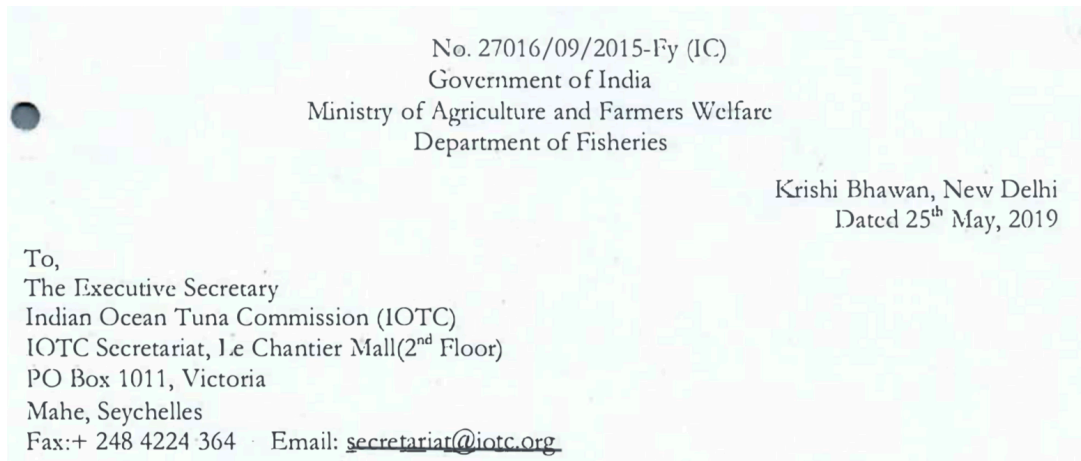 No. 27016/09/2015-Fy (IC)
Government of India
Ministry of Agriculture and Farmers Welfare
Department of Fisheries
Krishi Bhawan, New Delhi
Dated 25th May, 2019
To,
The Executive Secretary
Indian Ocean Tuna Commission (IOTC)
IOTC Secretariat, Le Chantier Mall(2nd Floor)
PO Box 1011, Victoria
Mahe, Seychelles
Fax:+ 248 4224 364 Email: secretariat@iotc.org